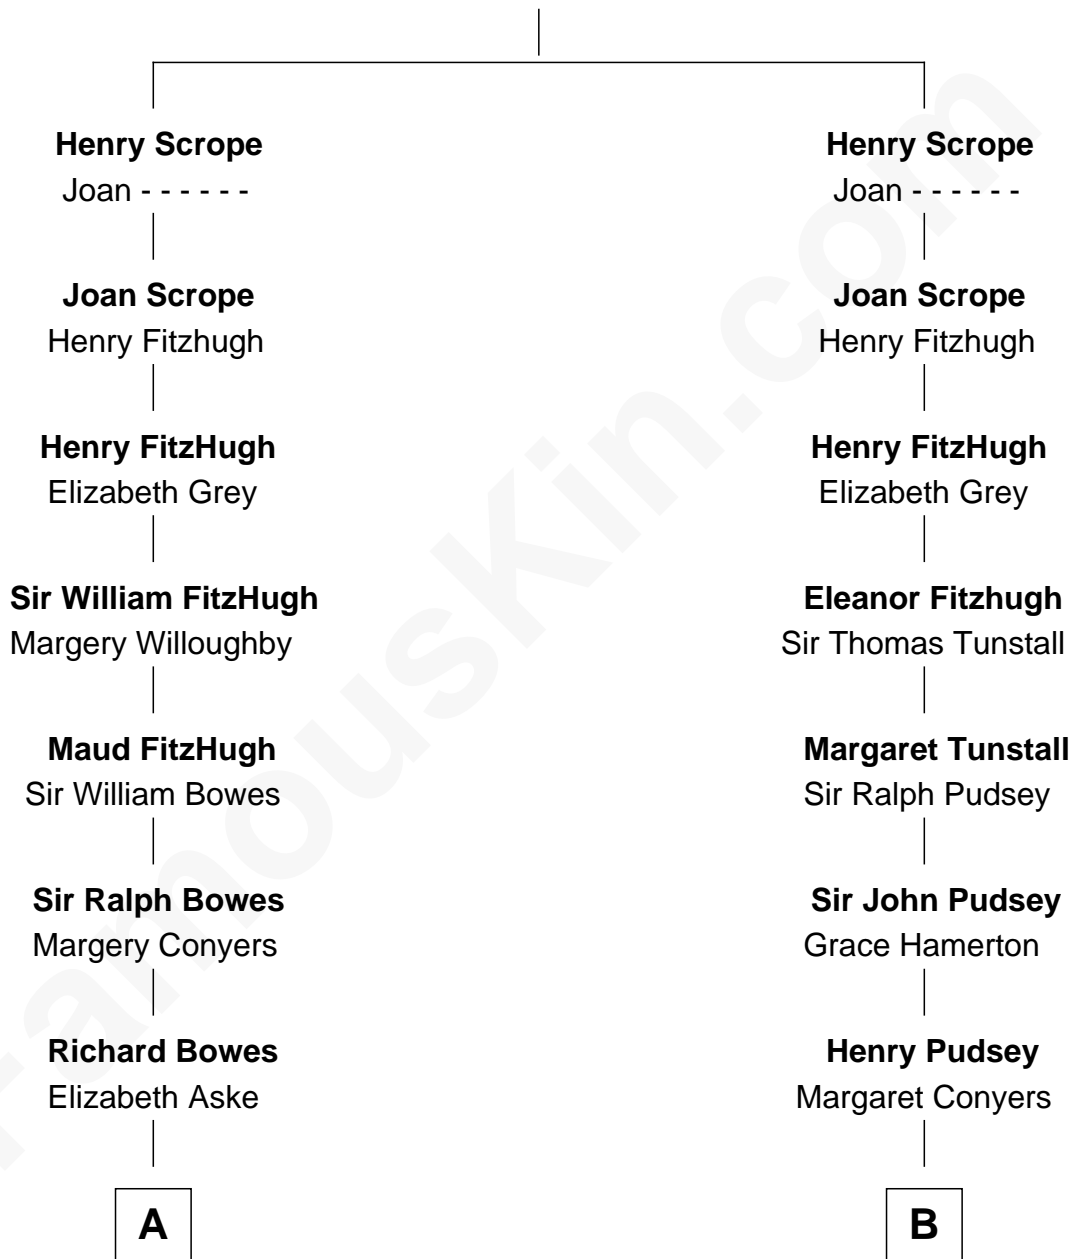 Henry Scrope
Joan - - - - - -
Joan Scrope
Henry Fitzhugh
Henry FitzHugh
Elizabeth Grey
Sir William FitzHugh
Margery Willoughby
Maud FitzHugh
Sir William Bowes
Sir Ralph Bowes
Margery Conyers
Richard Bowes
Elizabeth Aske
A
Henry Scrope
Joan - - - - - -
Joan Scrope
Henry Fitzhugh
Henry FitzHugh
Elizabeth Grey
Eleanor Fitzhugh
Sir Thomas Tunstall
Margaret Tunstall
Sir Ralph Pudsey
Sir John Pudsey
Grace Hamerton
Henry Pudsey
Margaret Conyers
B
FamousKin.com